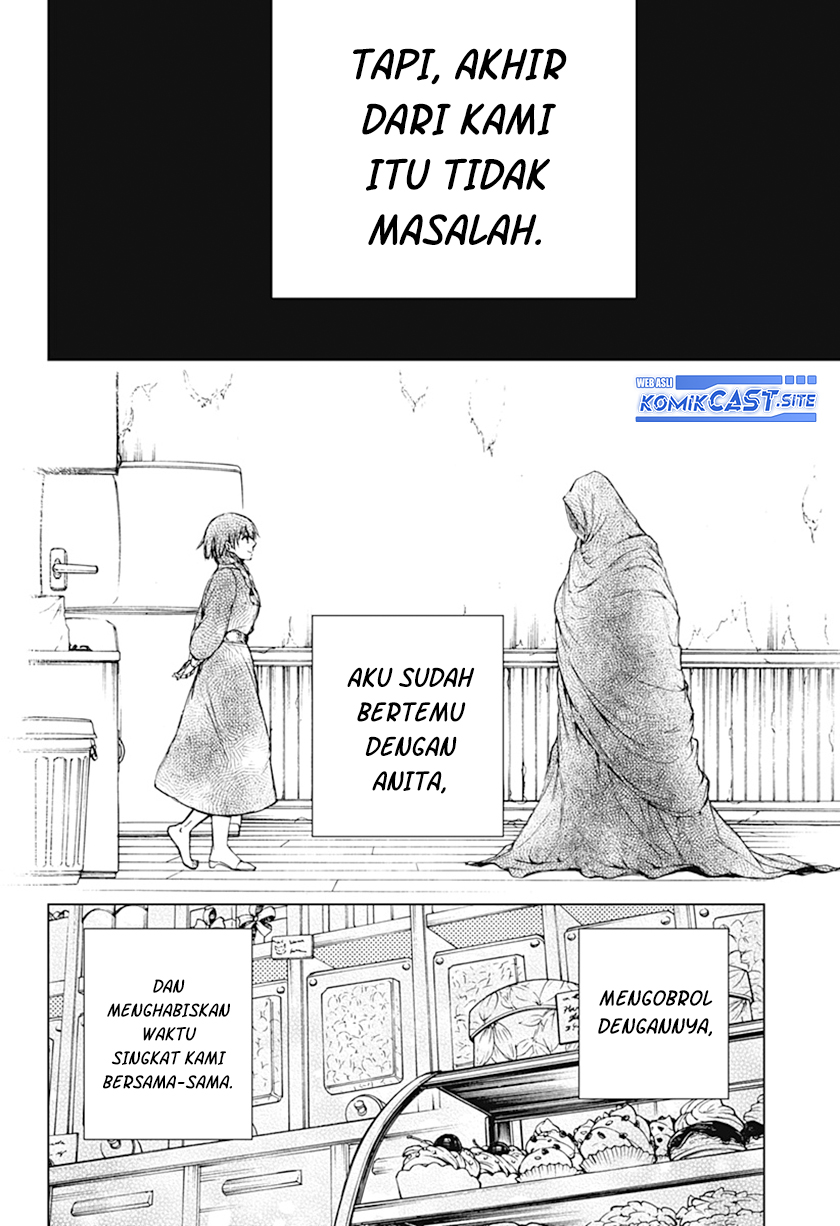 TAPI, AKHIR
DARI KAMI
ITU TIDAK
MASALAH.
WEB ASLI
KOMIKCAST.SITE
AKU SUDAH
BERTEMU
DENGAN
ANITA,
MENGOBROL
DENGANNYA,
DAN
MENGHABISKAN
WAKTU
SINGKAT KAMI
BERSAMA-SAMA.